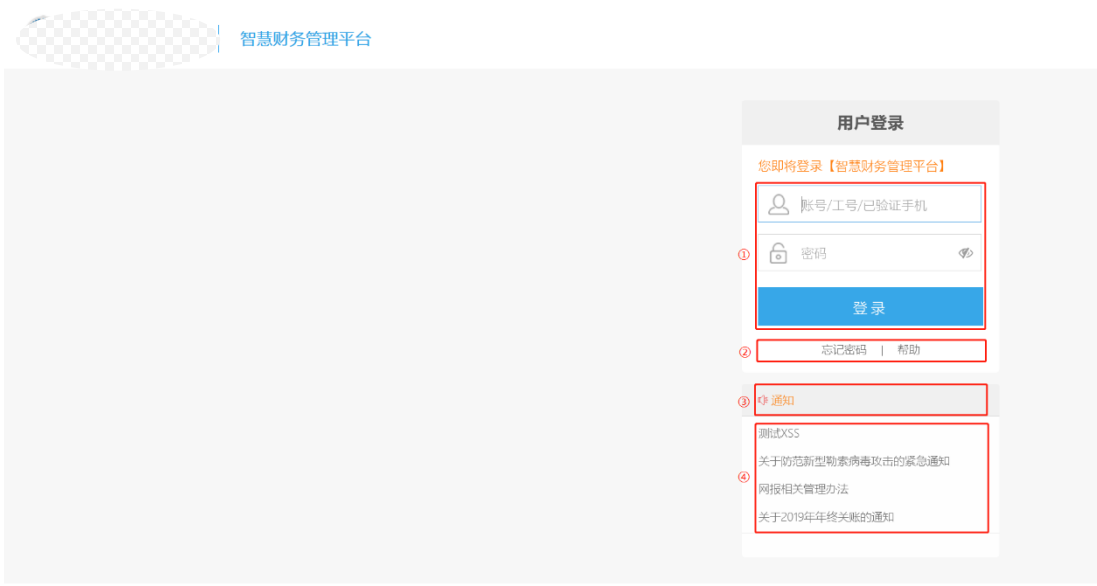 智慧财务管理平台
用户登录
您即将登录【智慧财务管理平台】
账号/工号/已验证手机
① 密码
登录
② 忘记密码 | 帮助
③ 通知
测试XSS
关于防范新型勒索病毒攻击的紧急通知
④
网报相关管理办法
关于2019年年终关账的通知